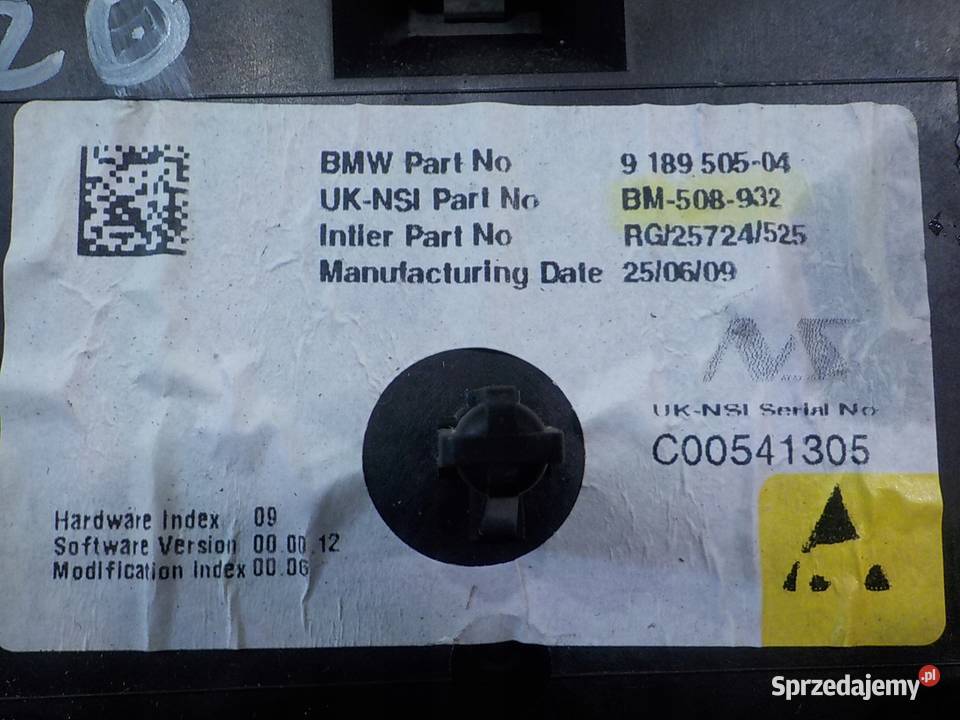 20
BMW Part No 9 189 505-04
UK-NSI Part No BM-508-932
Intier Part No RG/25724/525
Manufacturing Date 25/06/09
UK-NSI Serial No
C00541305
Hardware Index 09
Software Version 00.00.12
Modification Index 00.06
Sprzedajemy.pl